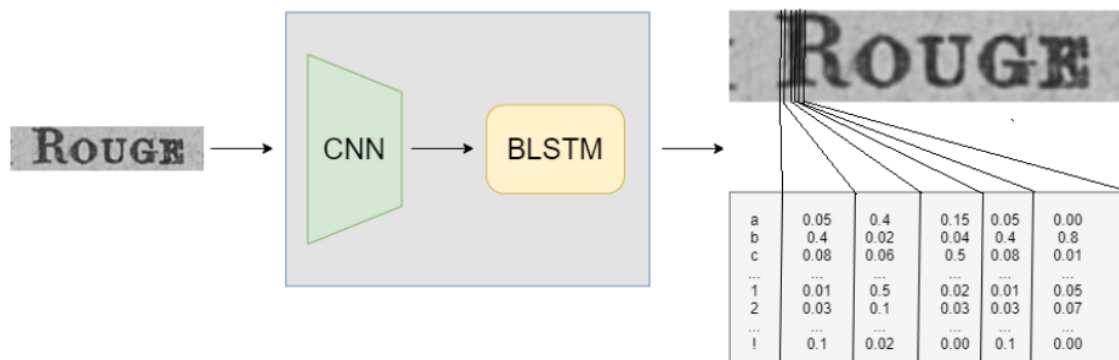 ROUGE
CNN
BLSTM
ROUGE
a 0.05 0.4 0.15 0.05 0.00
b 0.4 0.02 0.04 0.4 0.8
c 0.08 0.06 0.5 0.08 0.01
... ... ... ... ... ...
1 0.01 0.5 0.02 0.01 0.05
2 0.03 0.1 0.03 0.03 0.07
... ... ... ... ... ...
! 0.1 0.02 0.00 0.1 0.00